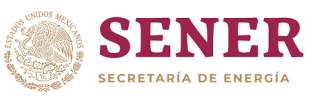 ESTADOS UNIDOS MEXICANOS
SENER
SECRETARÍA DE ENERGÍA